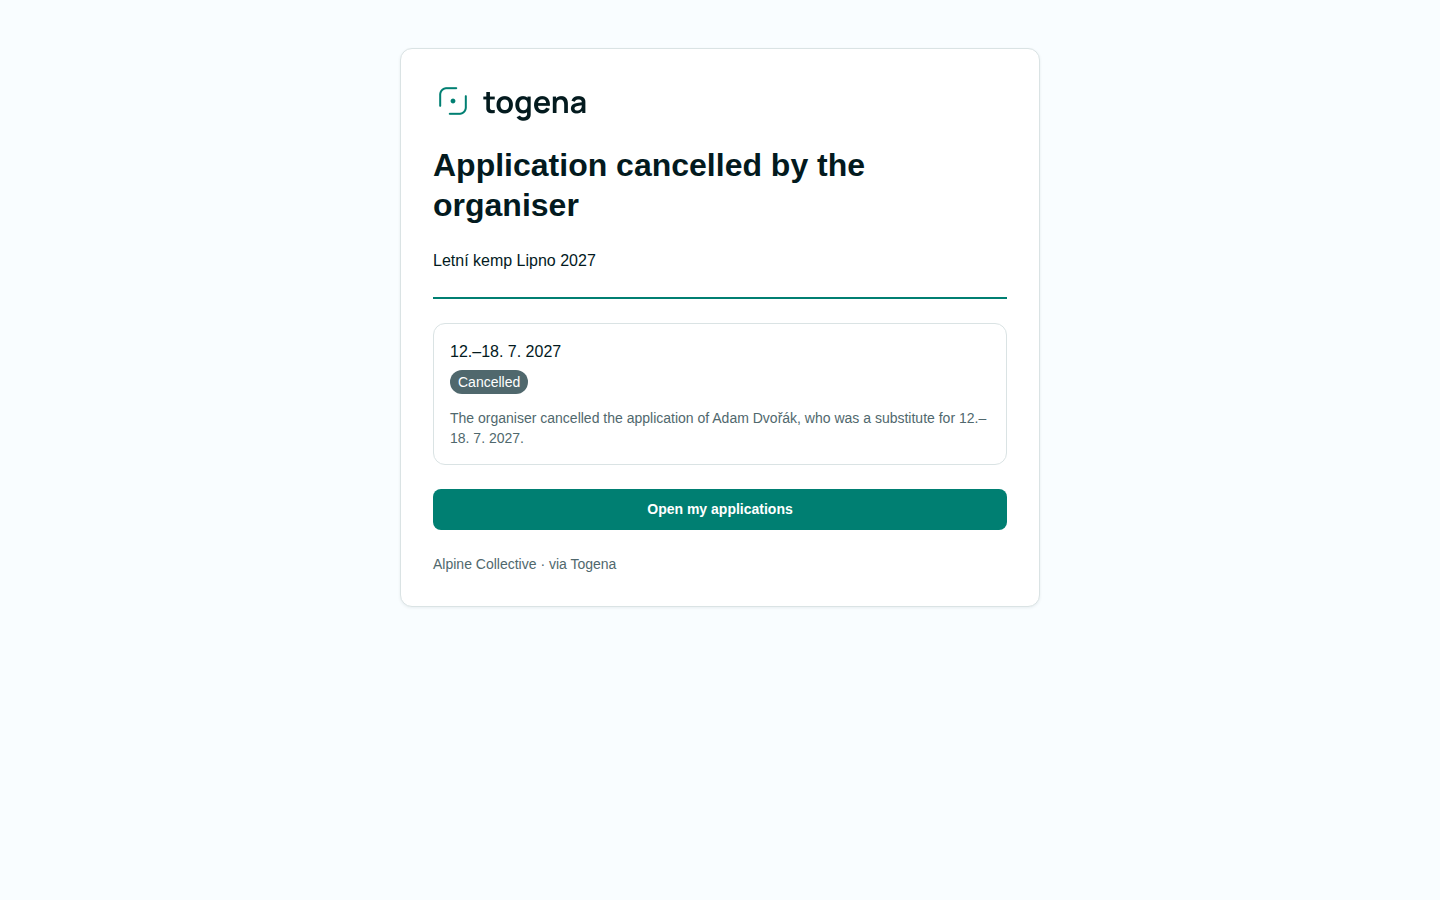 togena
Application cancelled by the
organiser
Letní kemp Lipno 2027
12.–18. 7. 2027
Cancelled
The organiser cancelled the application of Adam Dvořák, who was a substitute for 12.–
18. 7. 2027.
Open my applications
Alpine Collective · via Togena